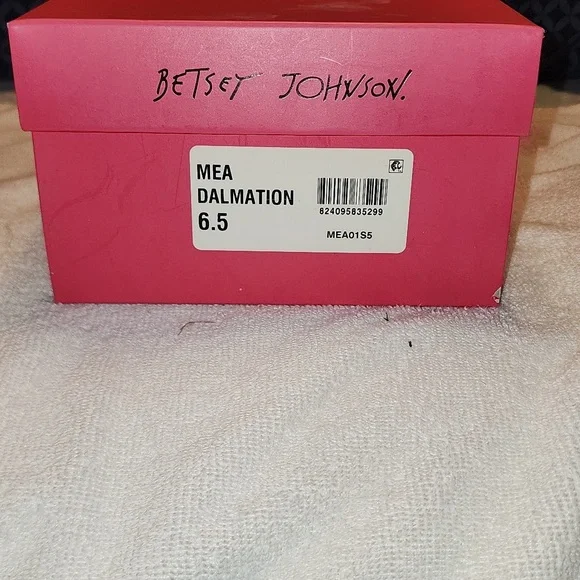 BETSEY JOHNSON.
MEA
DALMATION
6.5
824095835299
MEA01S5